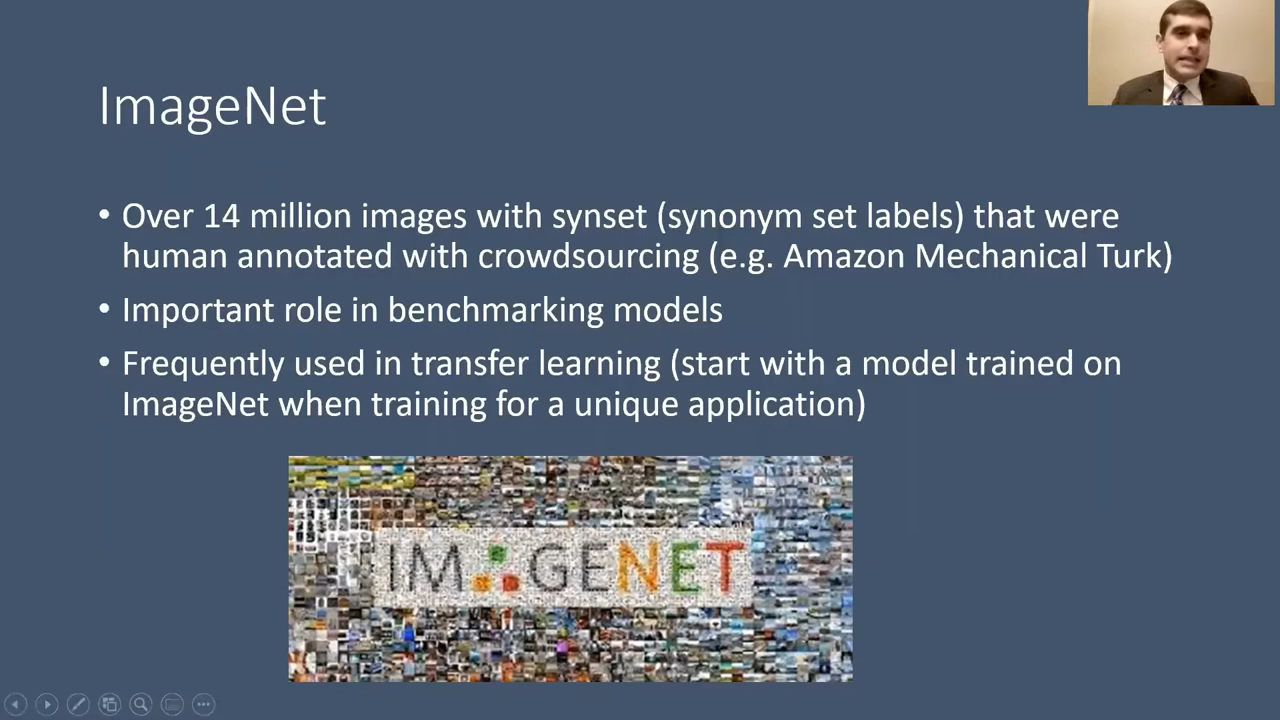 ImageNet
• Over 14 million images with synset (synonym set labels) that were
human annotated with crowdsourcing (e.g. Amazon Mechanical Turk)
• Important role in benchmarking models
• Frequently used in transfer learning (start with a model trained on
ImageNet when training for a unique application)
IMAGENET